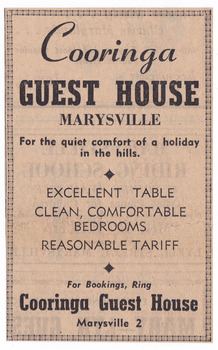 Cooringa
GUEST HOUSE
MARYSVILLE
For the quiet comfort of a holiday
in the hills.
EXCELLENT TABLE
CLEAN, COMFORTABLE
BEDROOMS
REASONABLE TARIFF
For Bookings, Ring
Cooringa Guest House
Marysville 2